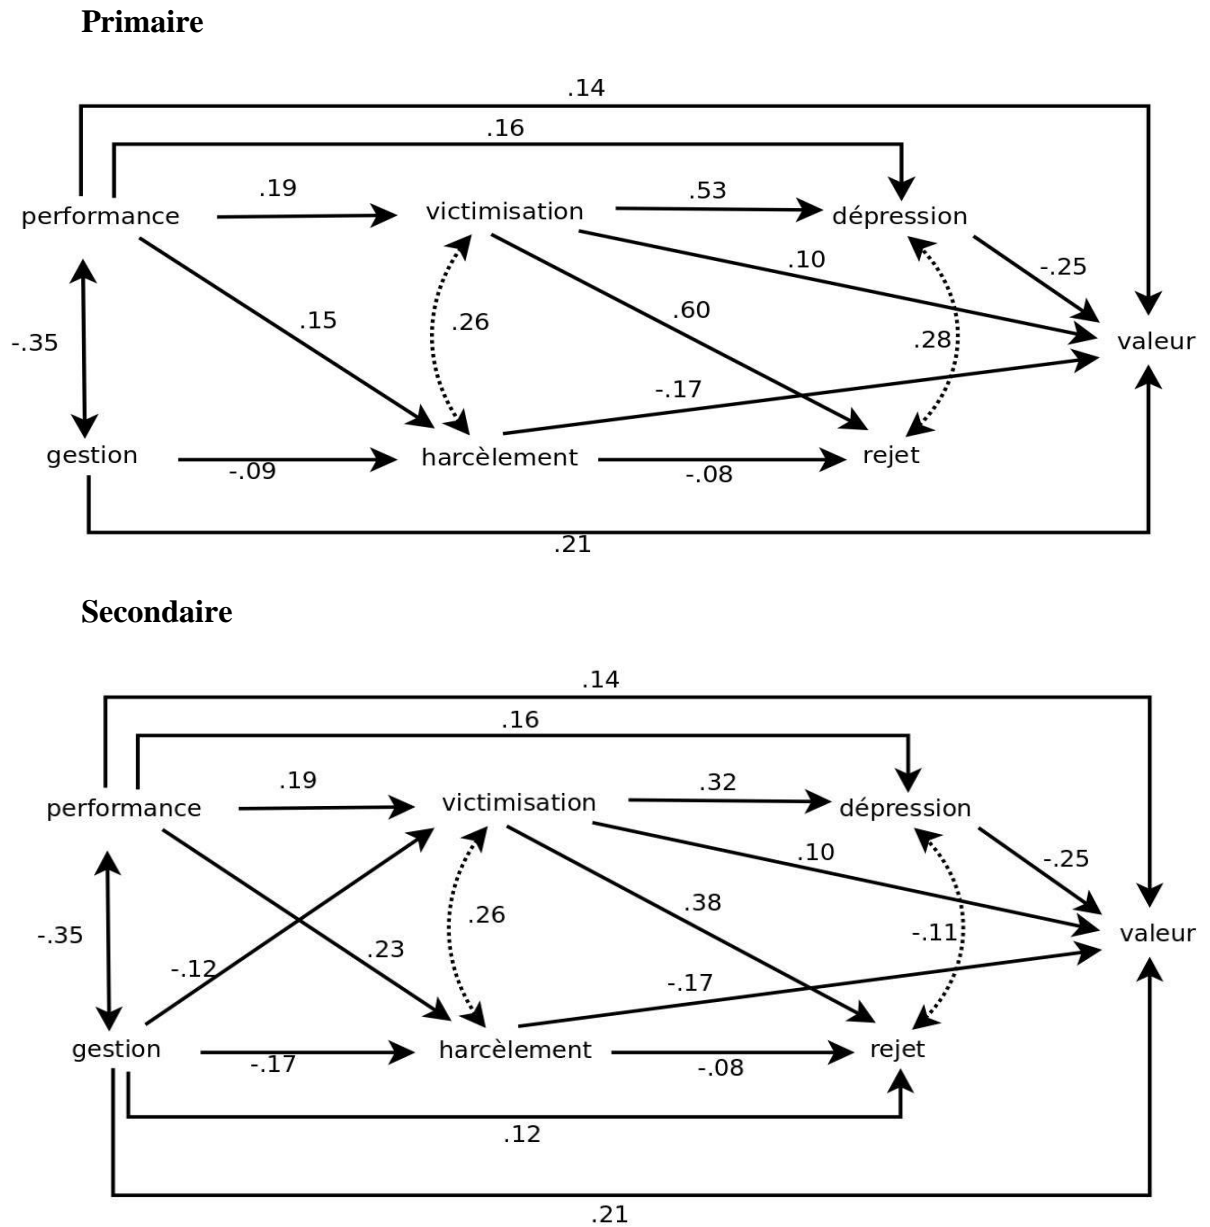 Primaire
.14
.16
.19
.53
performance
victimisation
dépression
.10
-.25
-.35
.15
.26
.60
.28
valeur
-.17
gestion
harcèlement
rejet
-.09
-.08
.21
Secondaire
.14
.16
.19
.32
performance
victimisation
dépression
.10
-.25
-.35
.38
.26
-.11
valeur
.23
-.12
-.17
gestion
harcèlement
rejet
-.17
-.08
.12
.21